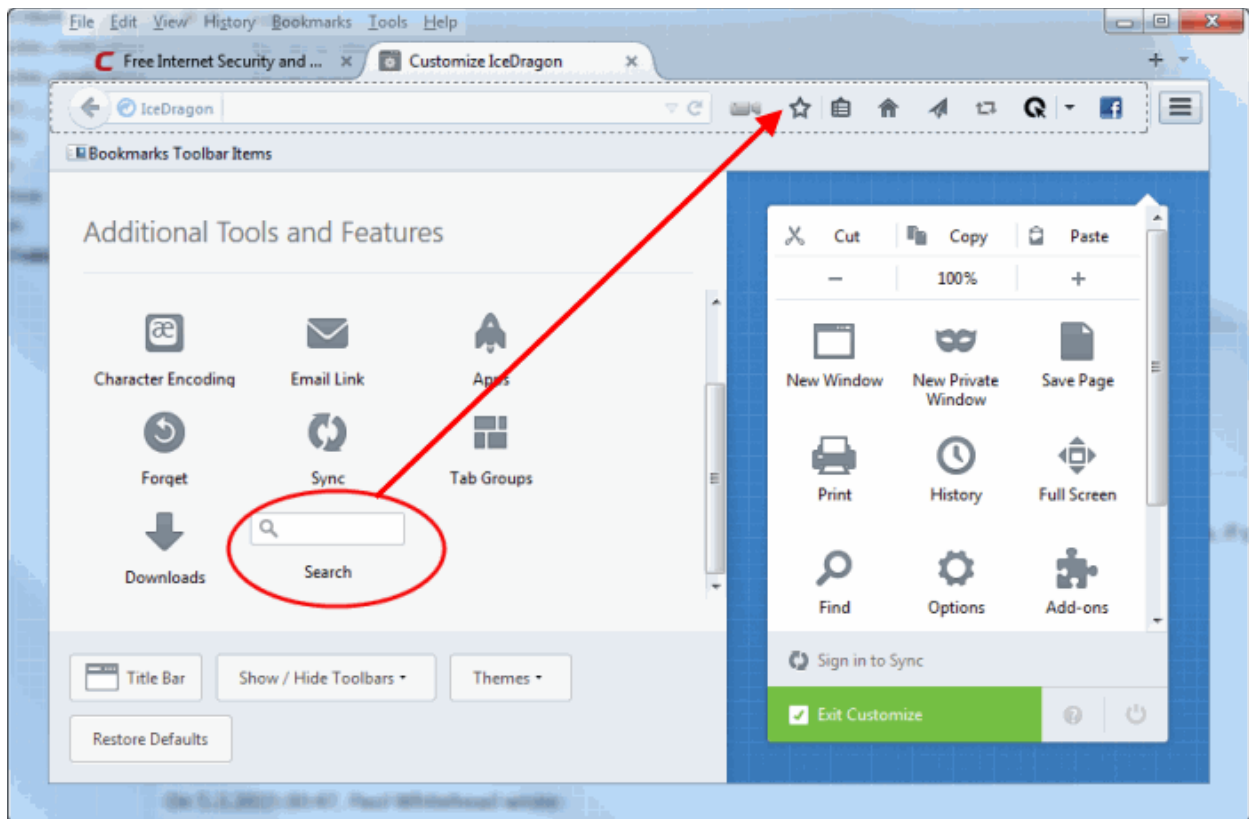 File Edit View History Bookmarks Tools Help
Free Internet Security and ... Customize IceDragon
IceDragon
Bookmarks Toolbar Items
Additional Tools and Features
Character Encoding Email Link Apps
Forget Sync Tab Groups
Downloads Search
Title Bar Show / Hide Toolbars Themes
Restore Defaults
Cut Copy Paste
− 100% +
New Window New Private Window Save Page
Print History Full Screen
Find Options Add-ons
Sign in to Sync
Exit Customize